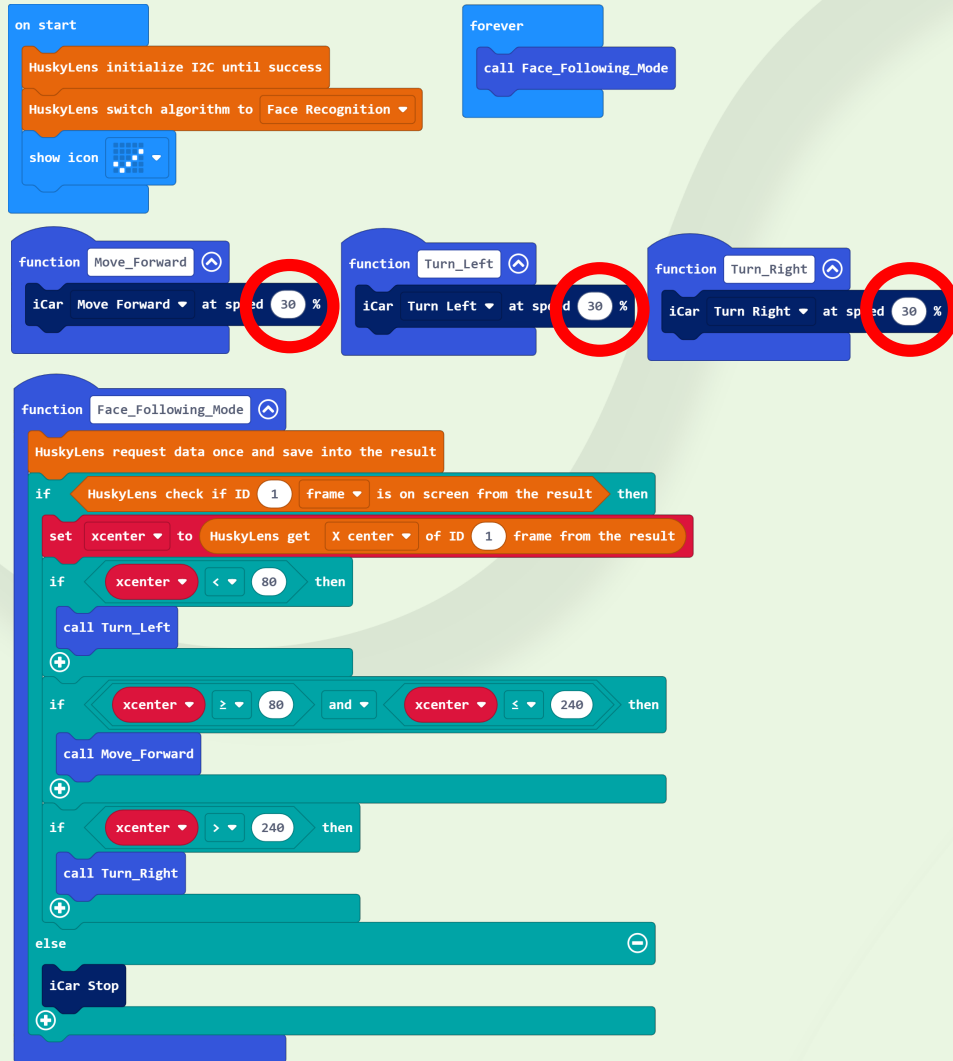 on start
HuskyLens initialize I2C until success
HuskyLens switch algorithm to Face Recognition
show icon
forever
call Face_Following_Mode
function Move_Forward
iCar Move Forward at speed 30 %
function Turn_Left
iCar Turn Left at speed 30 %
function Turn_Right
iCar Turn Right at speed 30 %
function Face_Following_Mode
HuskyLens request data once and save into the result
if HuskyLens check if ID 1 frame is on screen from the result then
set xcenter to HuskyLens get X center of ID 1 frame from the result
if xcenter < 80 then
call Turn_Left
if xcenter ≥ 80 and xcenter ≤ 240 then
call Move_Forward
if xcenter > 240 then
call Turn_Right
else
iCar Stop